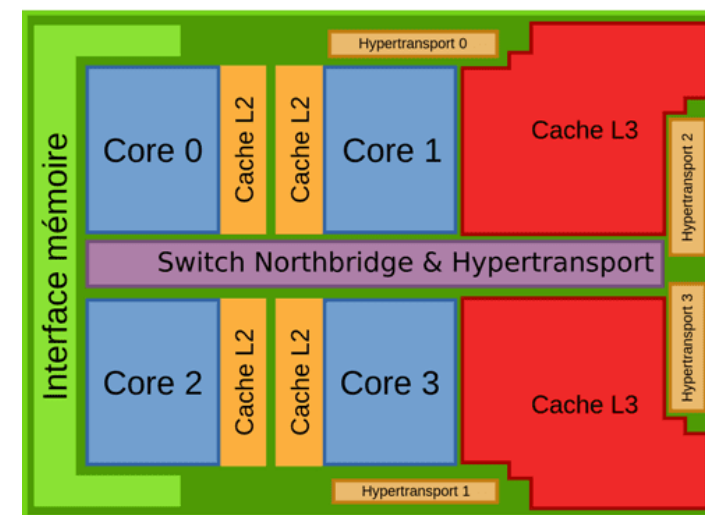 Hypertransport 0
Interface mémoire
Core 0
Cache L2
Cache L2
Core 1
Cache L3
Hypertransport 2
Switch Northbridge & Hypertransport
Core 2
Cache L2
Cache L2
Core 3
Cache L3
Hypertransport 3
Hypertransport 1